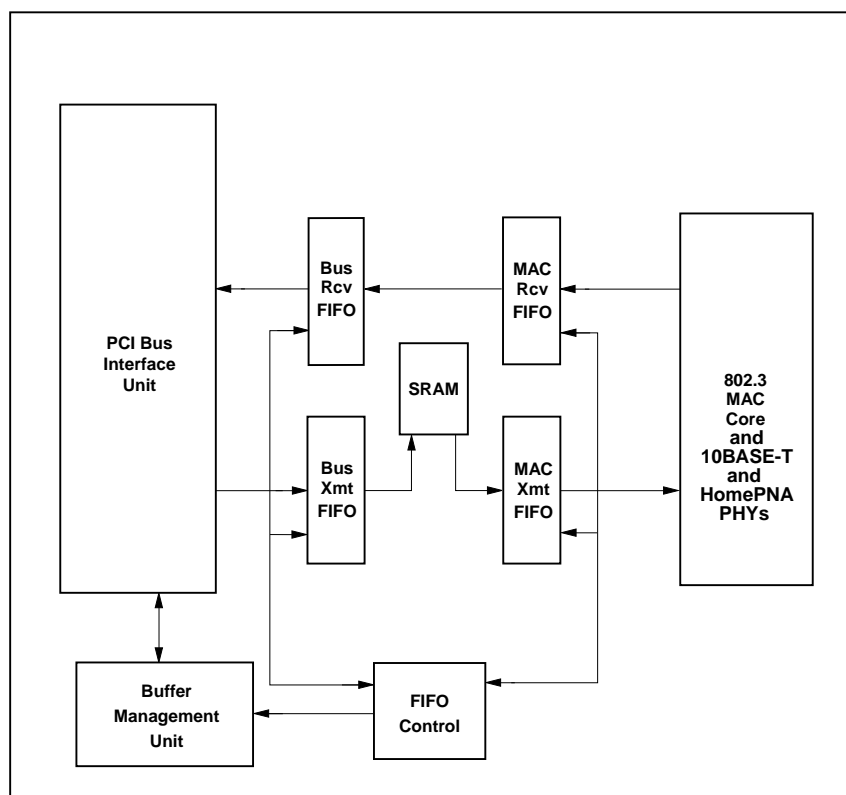 Bus
Rcv
FIFO
MAC
Rcv
FIFO
PCI Bus
Interface
Unit
SRAM
802.3
MAC
Core
and
10BASE-T
and
HomePNA
PHYs
Bus
Xmt
FIFO
MAC
Xmt
FIFO
Buffer
Management
Unit
FIFO
Control